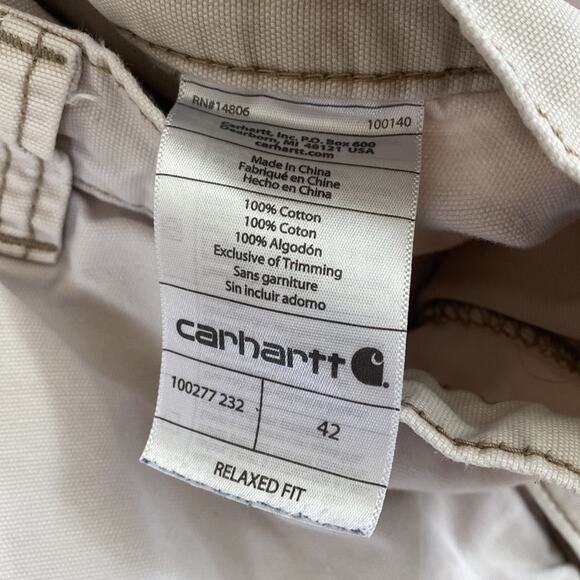 RN#14806 100140
Carhartt, Inc. P.O. Box 600
Dearborn, MI 48121 USA
carhartt.com
Made in China
Fabriqué en Chine
Hecho en China
100% Cotton
100% Coton
100% Algodón
Exclusive of Trimming
Sans garniture
Sin incluir adorno
carhartt
100277 232 42
RELAXED FIT